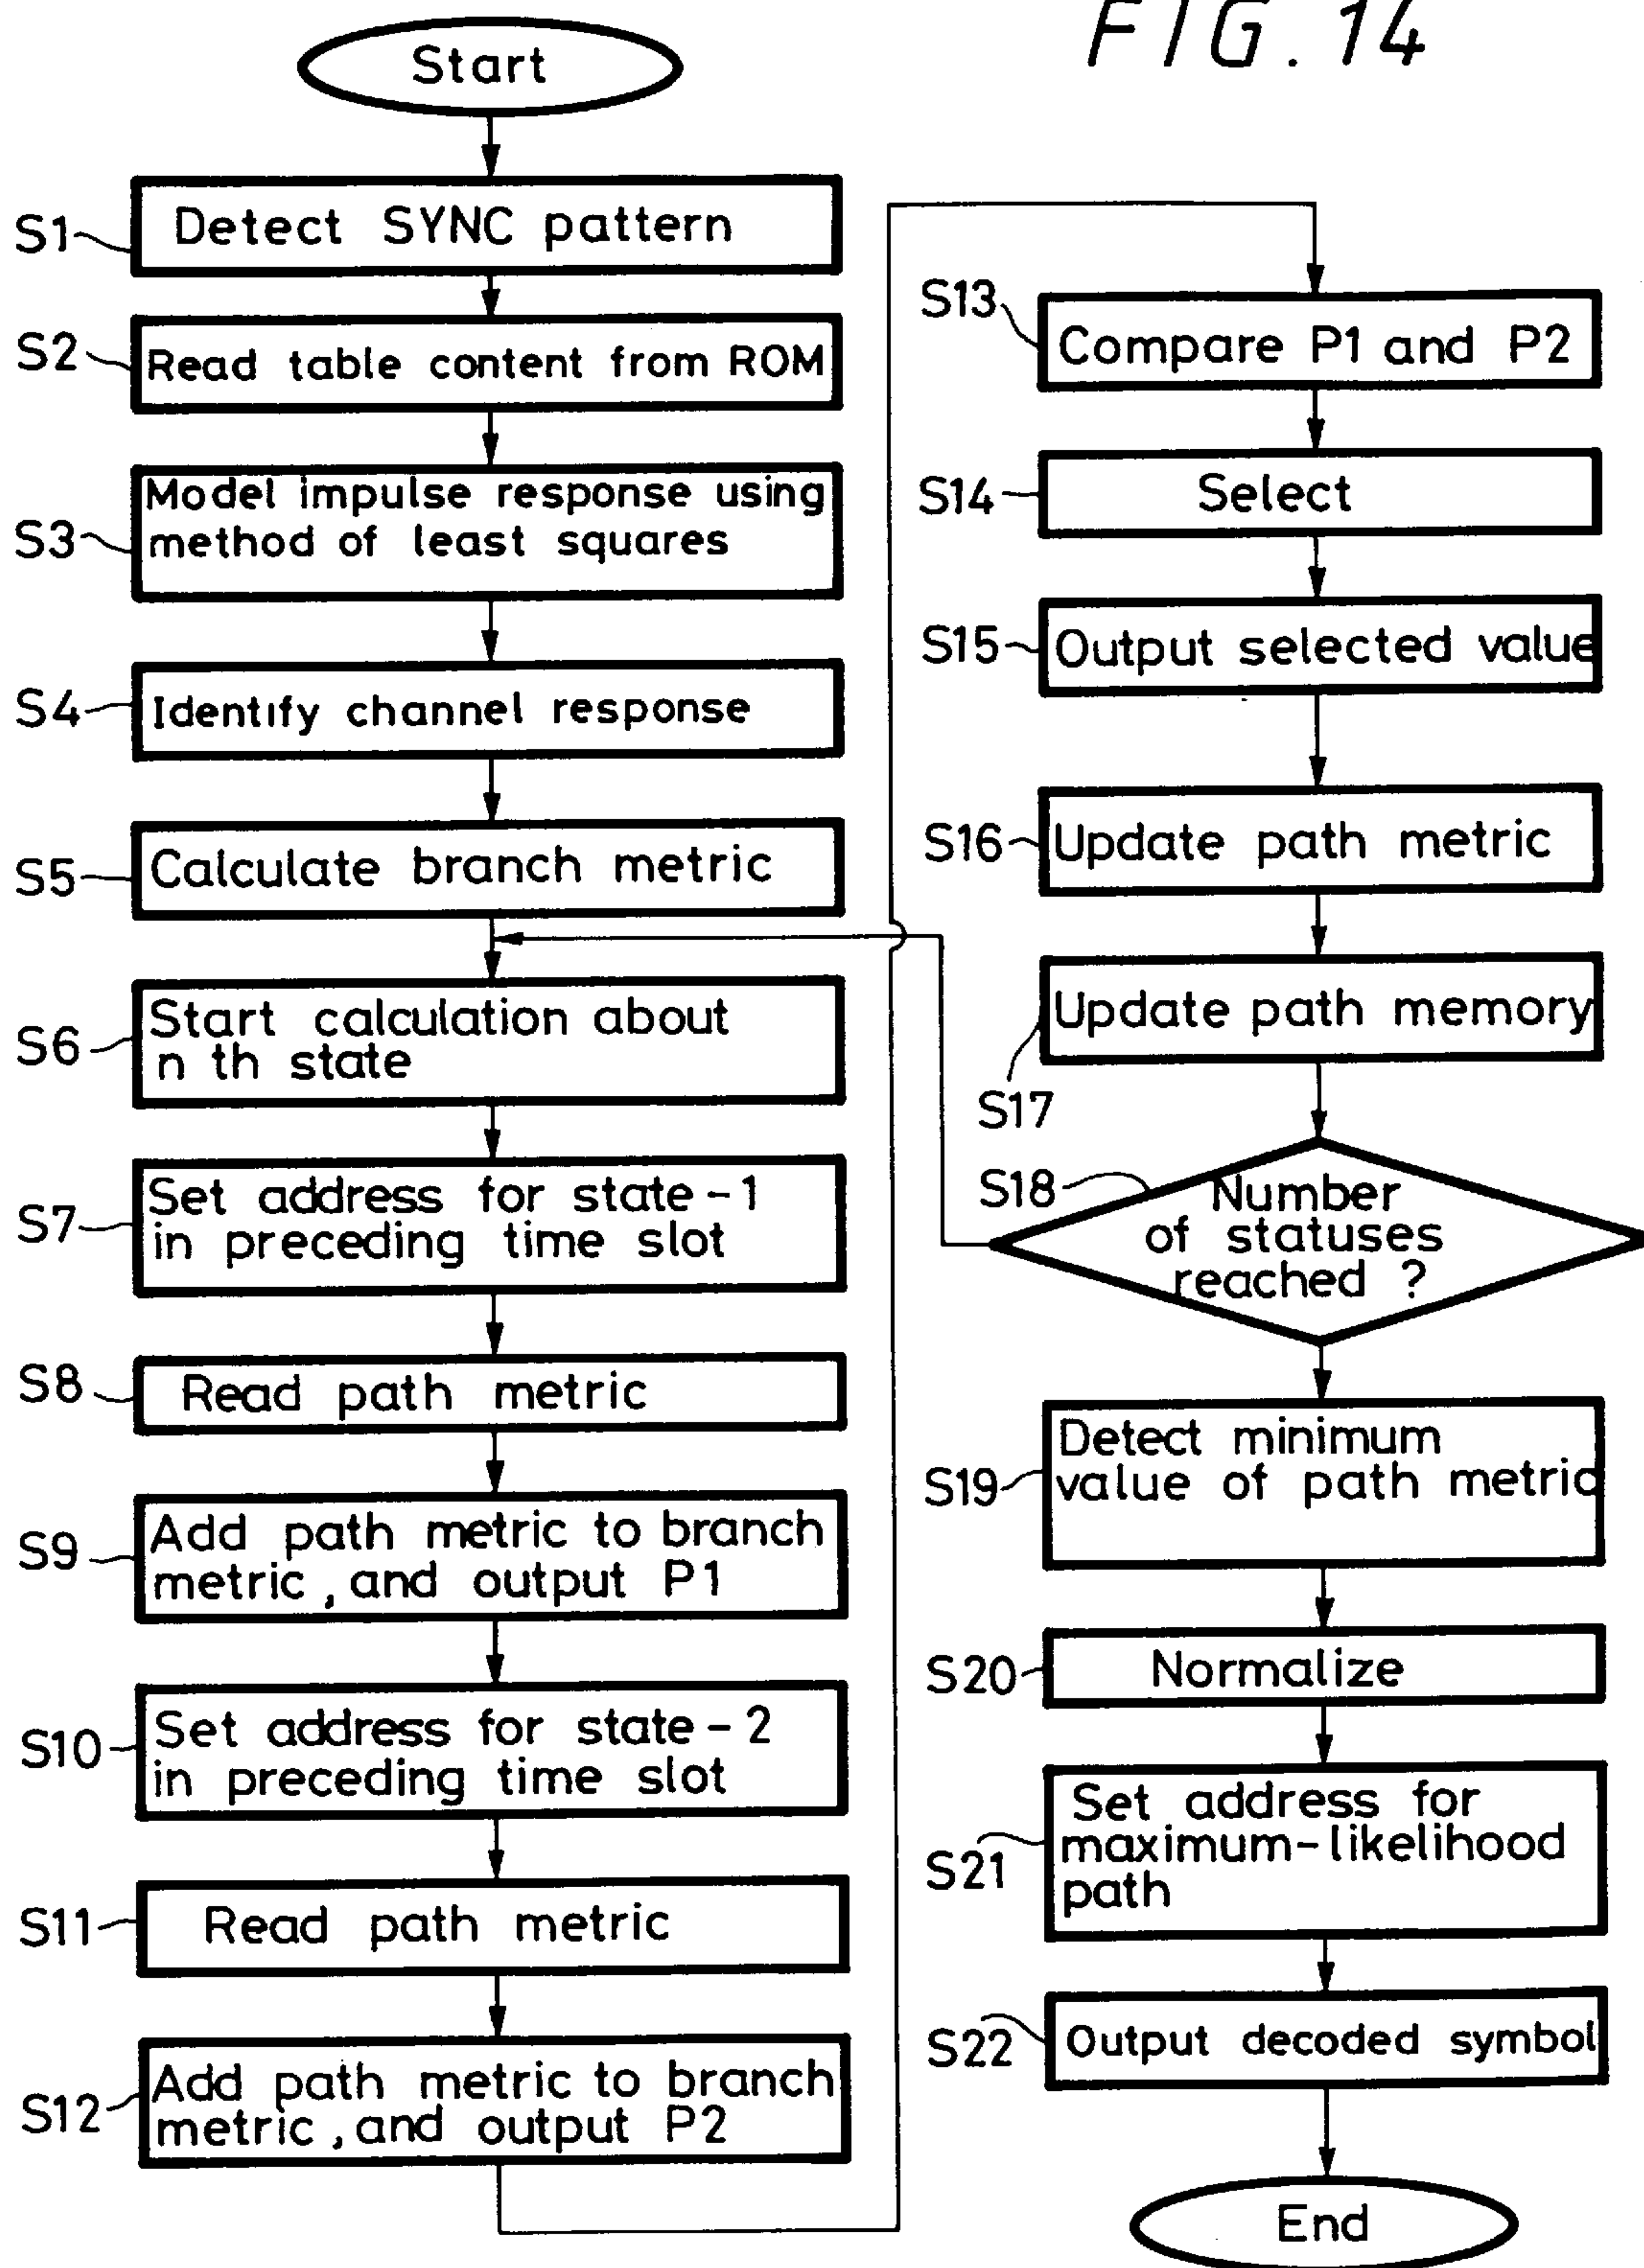 FIG. 14
Start
S1
Detect SYNC pattern
S2
Read table content from ROM
S3
Model impulse response using
method of least squares
S4
Identify channel response
S5
Calculate branch metric
S6
Start calculation about
n th state
S7
Set address for state-1
in preceding time slot
S8
Read path metric
S9
Add path metric to branch
metric, and output P1
S10
Set address for state-2
in preceding time slot
S11
Read path metric
S12
Add path metric to branch
metric, and output P2
S13
Compare P1 and P2
S14
Select
S15
Output selected value
S16
Update path metric
S17
Update path memory
S18
Number
of statuses
reached ?
S19
Detect minimum
value of path metric
S20
Normalize
S21
Set address for
maximum-likelihood
path
S22
Output decoded symbol
End